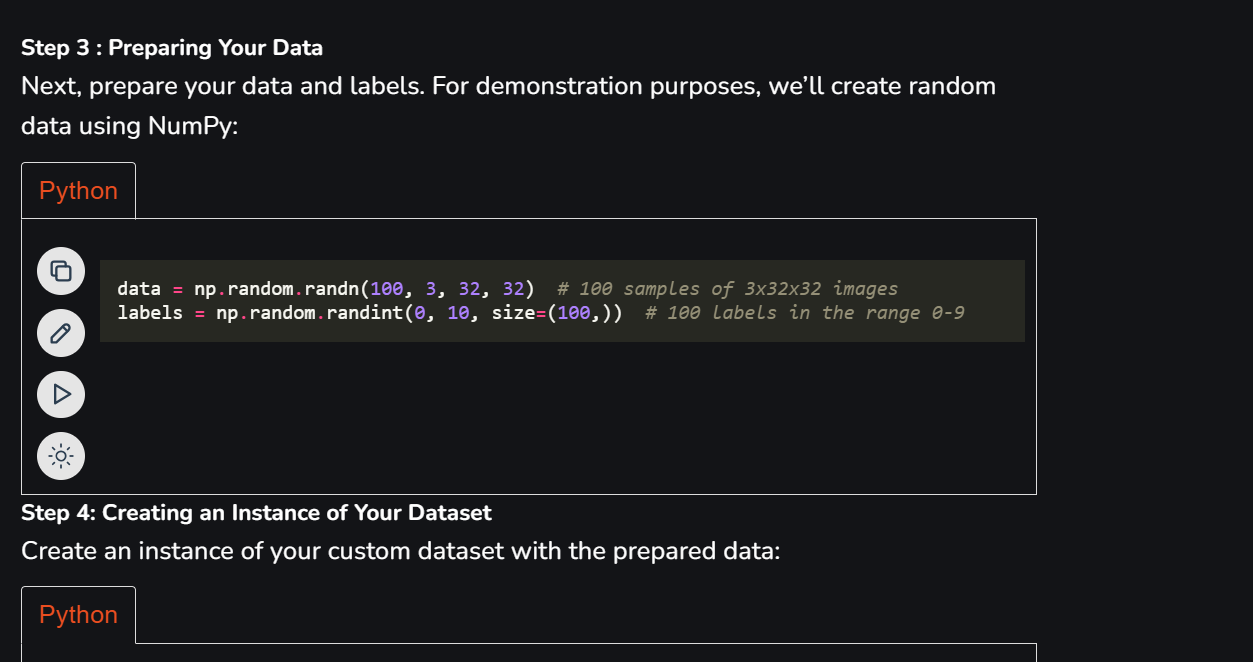 Step 3 : Preparing Your Data
Next, prepare your data and labels. For demonstration purposes, we’ll create random
data using NumPy:
Python
data = np.random.randn(100, 3, 32, 32)  # 100 samples of 3x32x32 images
labels = np.random.randint(0, 10, size=(100,))  # 100 labels in the range 0-9
Step 4: Creating an Instance of Your Dataset
Create an instance of your custom dataset with the prepared data:
Python